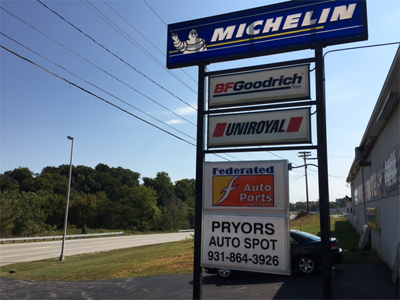 MICHELIN
BFGoodrich
UNIROYAL
Federated
Auto
Parts
PRYORS
AUTO SPOT
931-864-3926